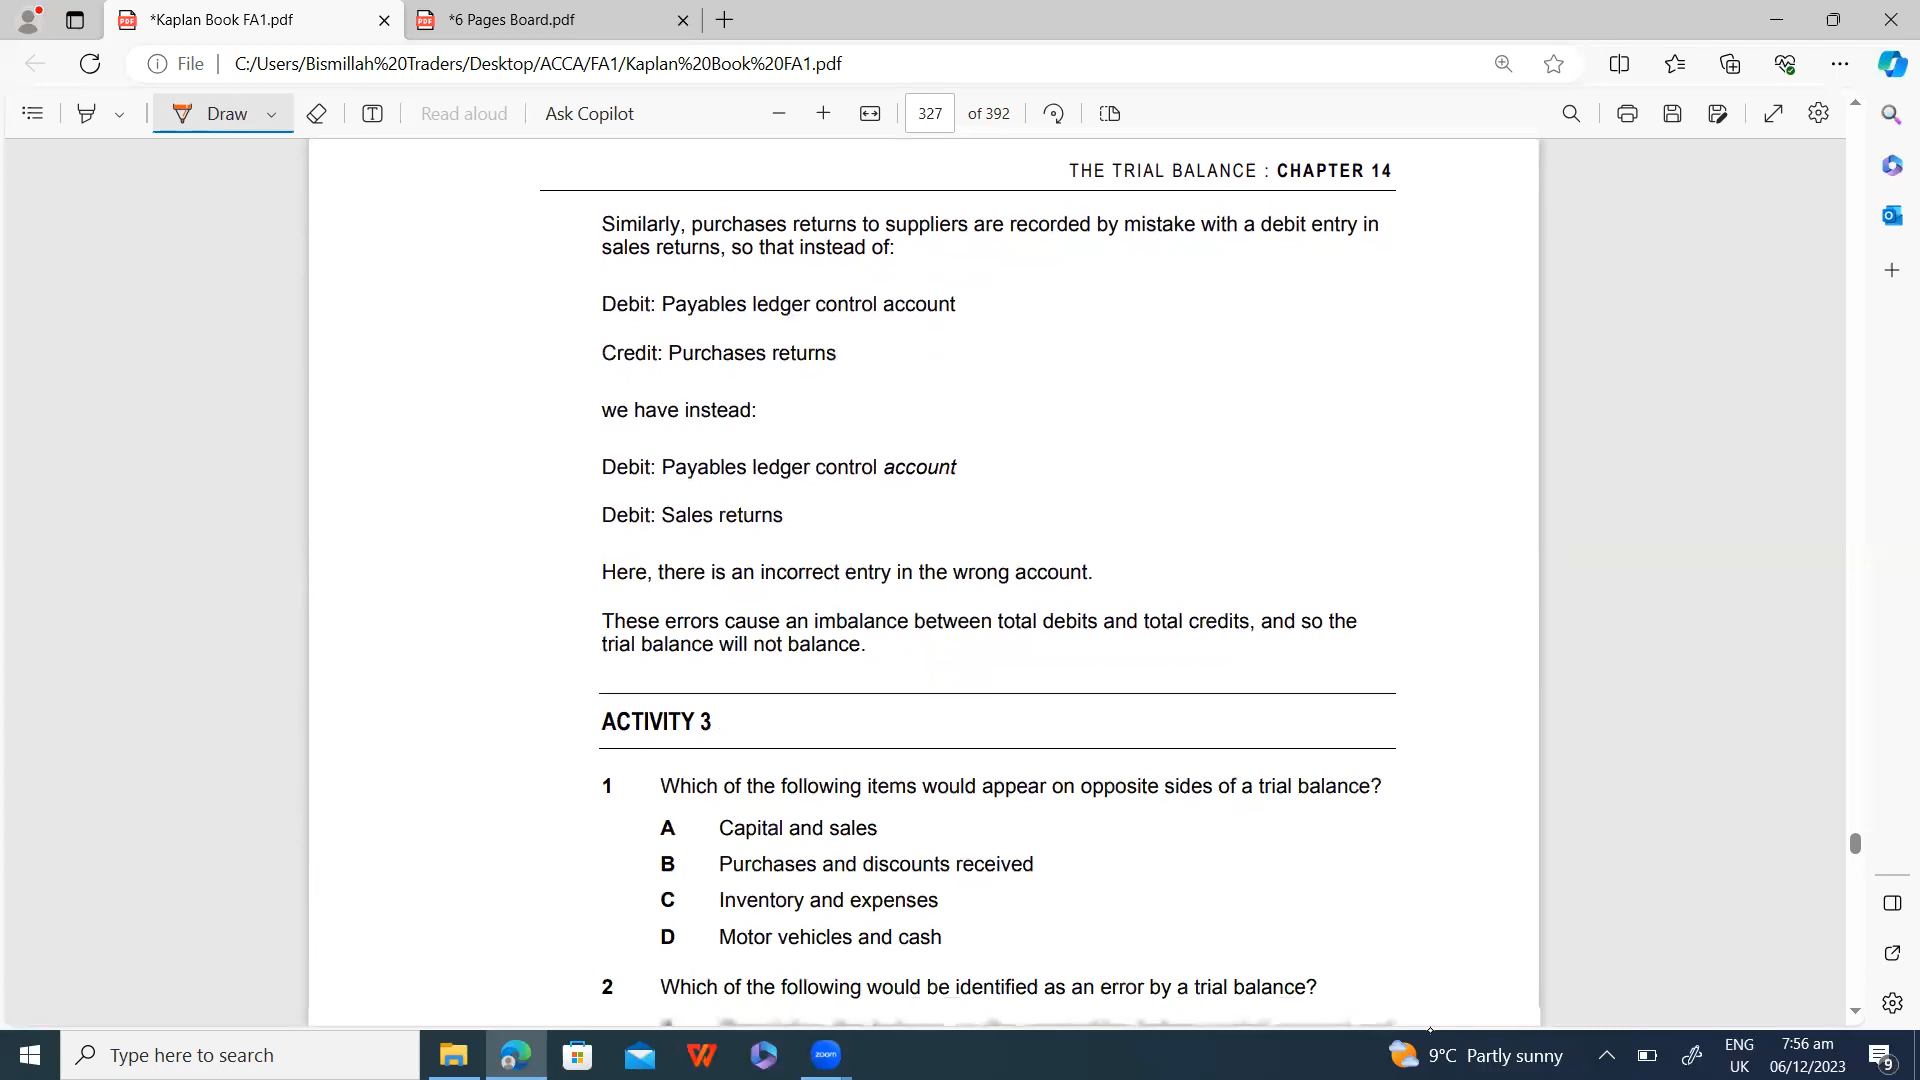 *Kaplan Book FA1.pdf
*6 Pages Board.pdf
File
C:/Users/Bismillah%20Traders/Desktop/ACCA/FA1/Kaplan%20Book%20FA1.pdf
Draw
Read aloud
Ask Copilot
327
of 392
THE TRIAL BALANCE : CHAPTER 14
Similarly, purchases returns to suppliers are recorded by mistake with a debit entry in
sales returns, so that instead of:
Debit: Payables ledger control account
Credit: Purchases returns
we have instead:
Debit: Payables ledger control account
Debit: Sales returns
Here, there is an incorrect entry in the wrong account.
These errors cause an imbalance between total debits and total credits, and so the
trial balance will not balance.
ACTIVITY 3
1 Which of the following items would appear on opposite sides of a trial balance?
A Capital and sales
B Purchases and discounts received
C Inventory and expenses
D Motor vehicles and cash
2 Which of the following would be identified as an error by a trial balance?
Type here to search
zoom
9°C Partly sunny
ENG
UK
7:56 am
06/12/2023
9